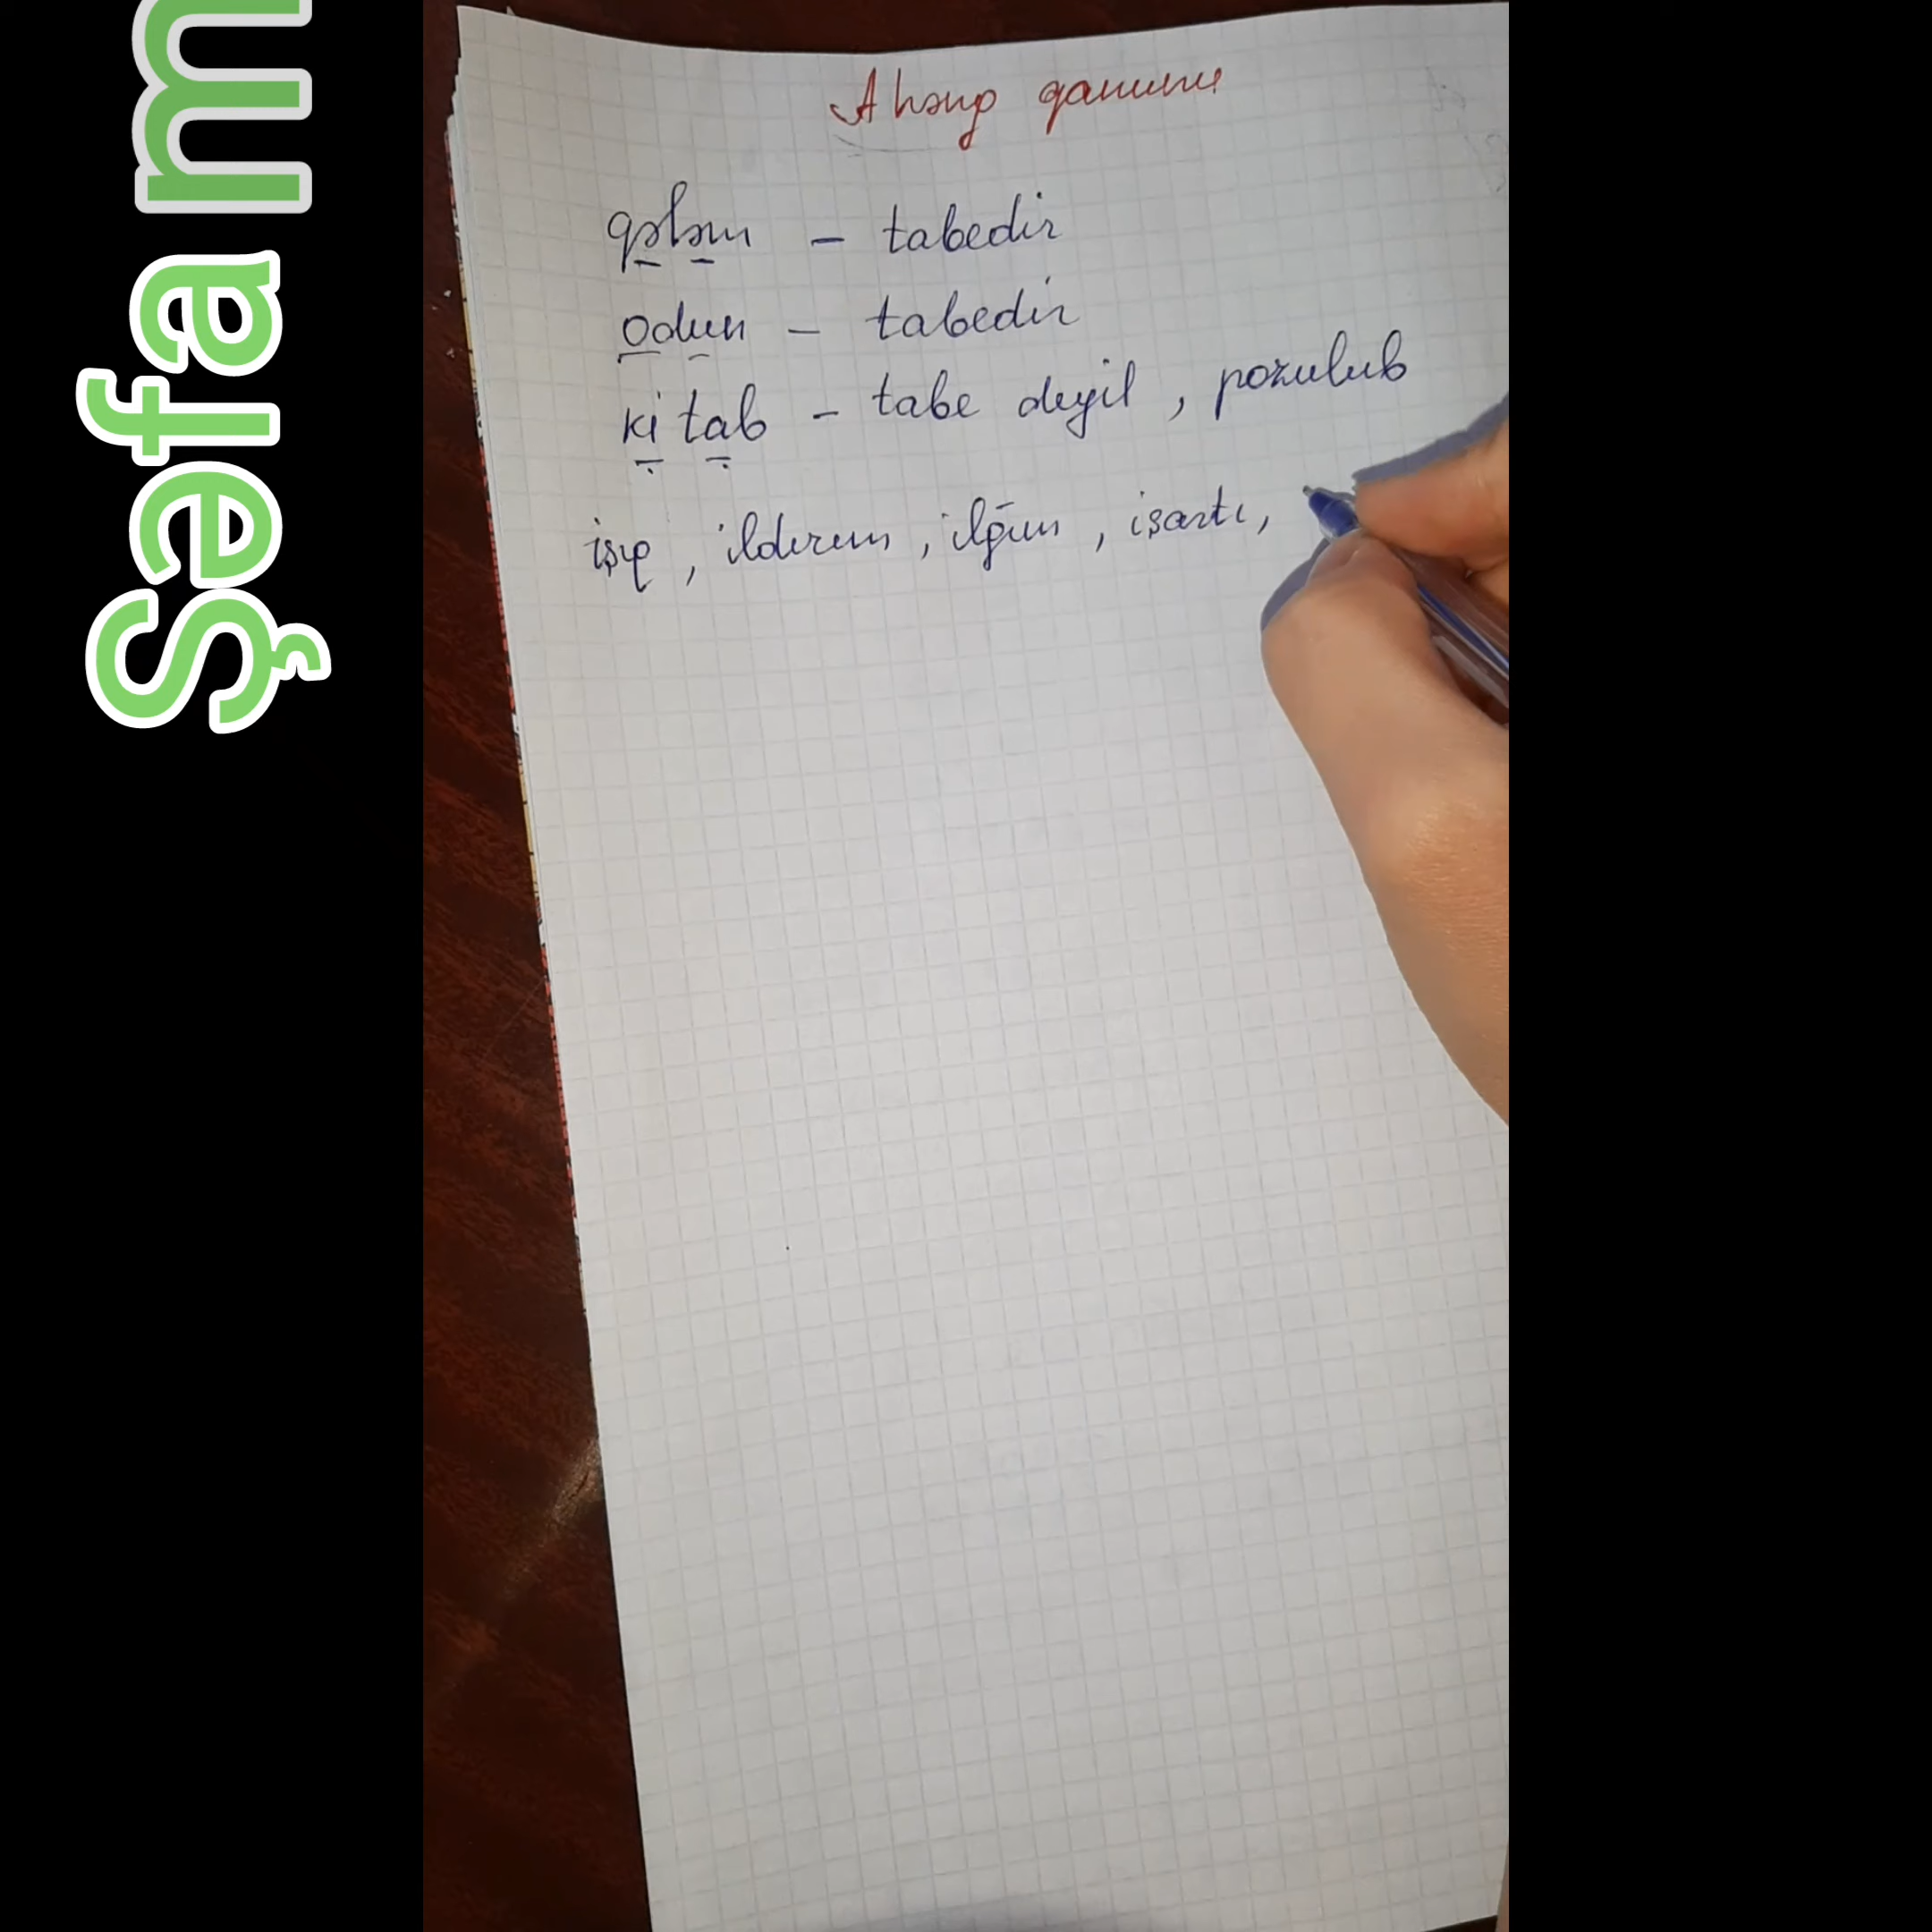 Şəfa m
Ahəng qanunu
qələm – tabedir
odun – tabedir
kitab – tabe deyil, pozulub
işıq, ildırım, ilğım, işartı,